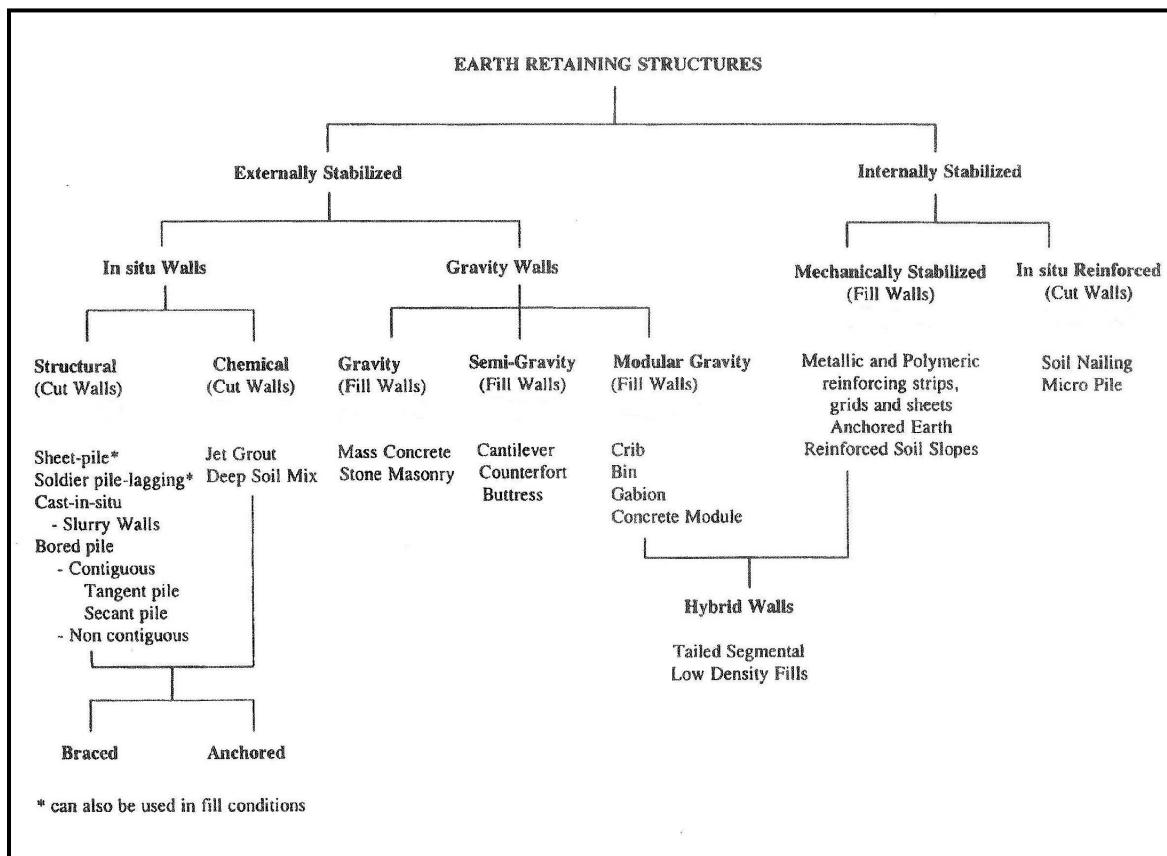 EARTH RETAINING STRUCTURES
Externally Stabilized
Internally Stabilized
In situ Walls
Gravity Walls
Mechanically Stabilized
(Fill Walls)
In situ Reinforced
(Cut Walls)
Structural
(Cut Walls)
Chemical
(Cut Walls)
Gravity
(Fill Walls)
Semi-Gravity
(Fill Walls)
Modular Gravity
(Fill Walls)
Metallic and Polymeric
reinforcing strips,
grids and sheets
Anchored Earth
Reinforced Soil Slopes
Soil Nailing
Micro Pile
Sheet-pile*
Soldier pile-lagging*
Cast-in-situ
- Slurry Walls
Bored pile
- Contiguous
Tangent pile
Secant pile
- Non contiguous
Jet Grout
Deep Soil Mix
Mass Concrete
Stone Masonry
Cantilever
Counterfort
Buttress
Crib
Bin
Gabion
Concrete Module
Hybrid Walls
Tailed Segmental
Low Density Fills
Braced
Anchored
* can also be used in fill conditions